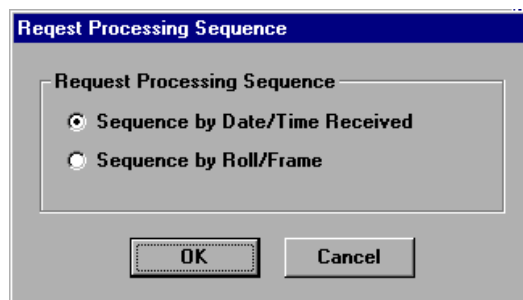 Reqest Processing Sequence
Request Processing Sequence
Sequence by Date/Time Received
Sequence by Roll/Frame
OK Cancel